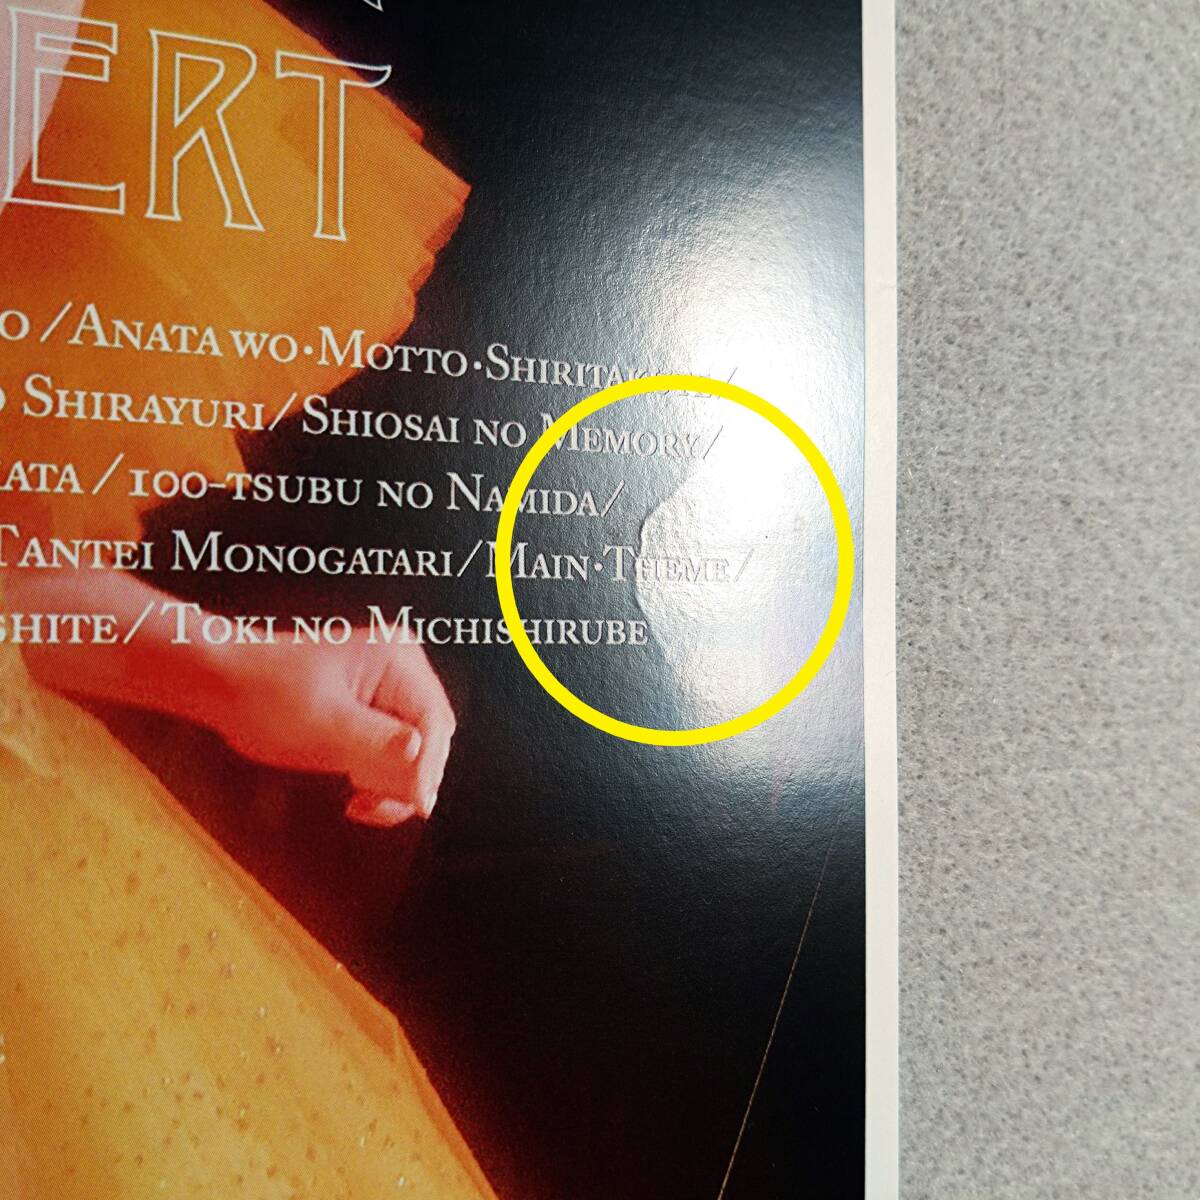 ERT
O/ANATA WO·MOTTO·SHIRITAKUTE/
O SHIRAYURI/SHIOSAI NO MEMORY/
ATA/100-TSUBU NO NAMIDA/
TANTEI MONOGATARI/MAIN·THEME/
SHITE/TOKI NO MICHISHIRUBE